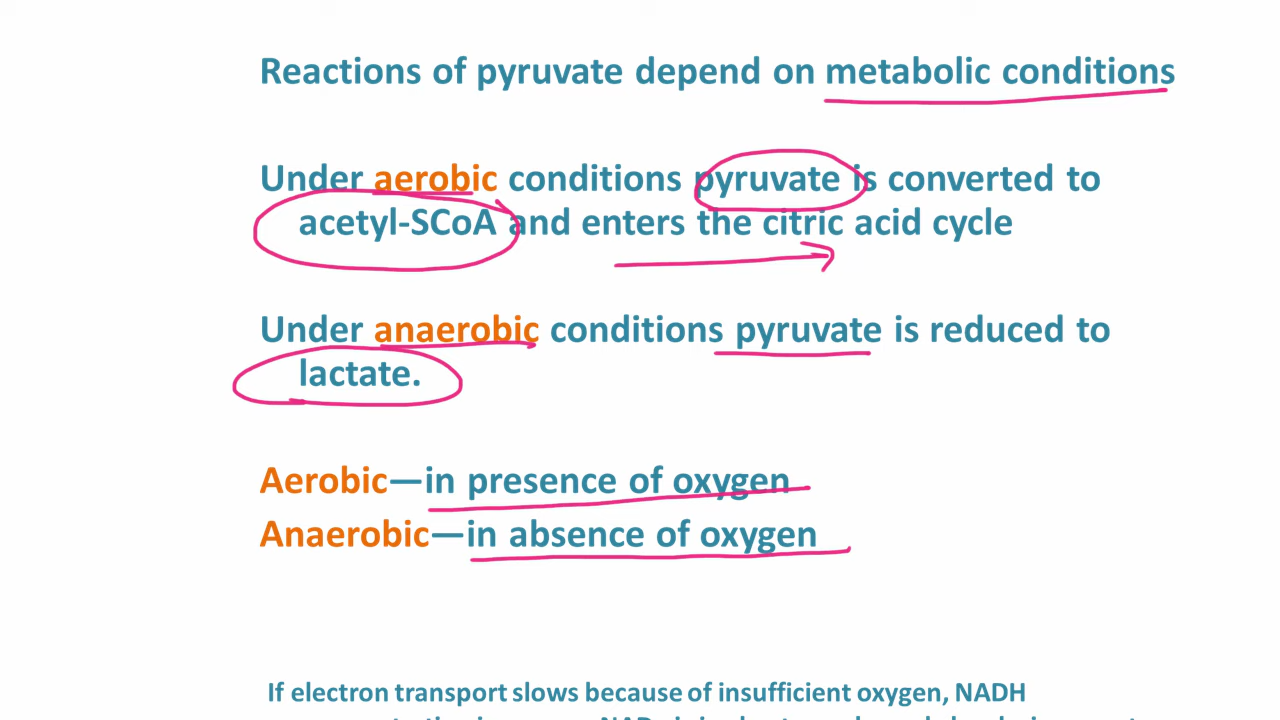 Reactions of pyruvate depend on metabolic conditions
Under aerobic conditions pyruvate is converted to
acetyl-SCoA and enters the citric acid cycle
Under anaerobic conditions pyruvate is reduced to
lactate.
Aerobic—in presence of oxygen
Anaerobic—in absence of oxygen
If electron transport slows because of insufficient oxygen, NADH